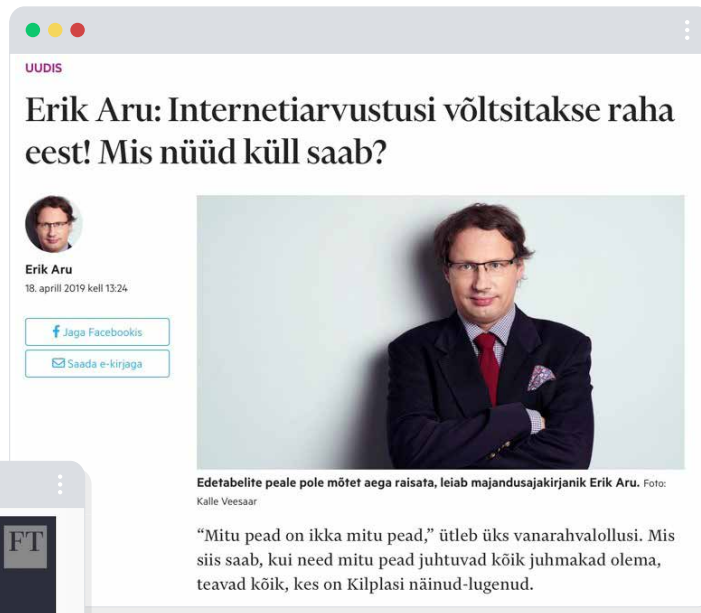 UUDIS
Erik Aru: Internetiarvustusi võltsitakse raha
eest! Mis nüüd küll saab?
Erik Aru
18. aprill 2019 kell 13:24
Jaga Facebookis
Saada e-kirjaga
Edetabelite peale pole mõtet aega raisata, leiab majandusajakirjanik Erik Aru. Foto:
Kalle Veesaar
“Mitu pead on ikka mitu pead,” ütleb üks vanarahvalollusi. Mis
siis saab, kui need mitu pead juhtuvad kõik juhmakad olema,
teavad kõik, kes on Kilplasi näinud-lugenud.
FT